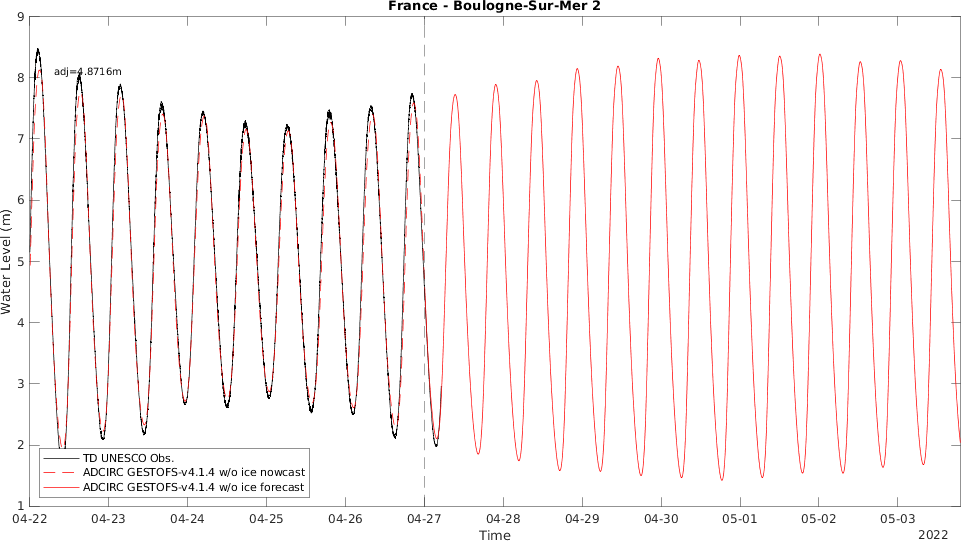 France - Boulogne-Sur-Mer 2
9
8
7
6
5
4
3
2
1
Water Level (m)
adj=4.8716m
TD UNESCO Obs.
ADCIRC GESTOFS-v4.1.4 w/o ice nowcast
ADCIRC GESTOFS-v4.1.4 w/o ice forecast
04-22 04-23 04-24 04-25 04-26 04-27 04-28 04-29 04-30 05-01 05-02 05-03
Time
2022